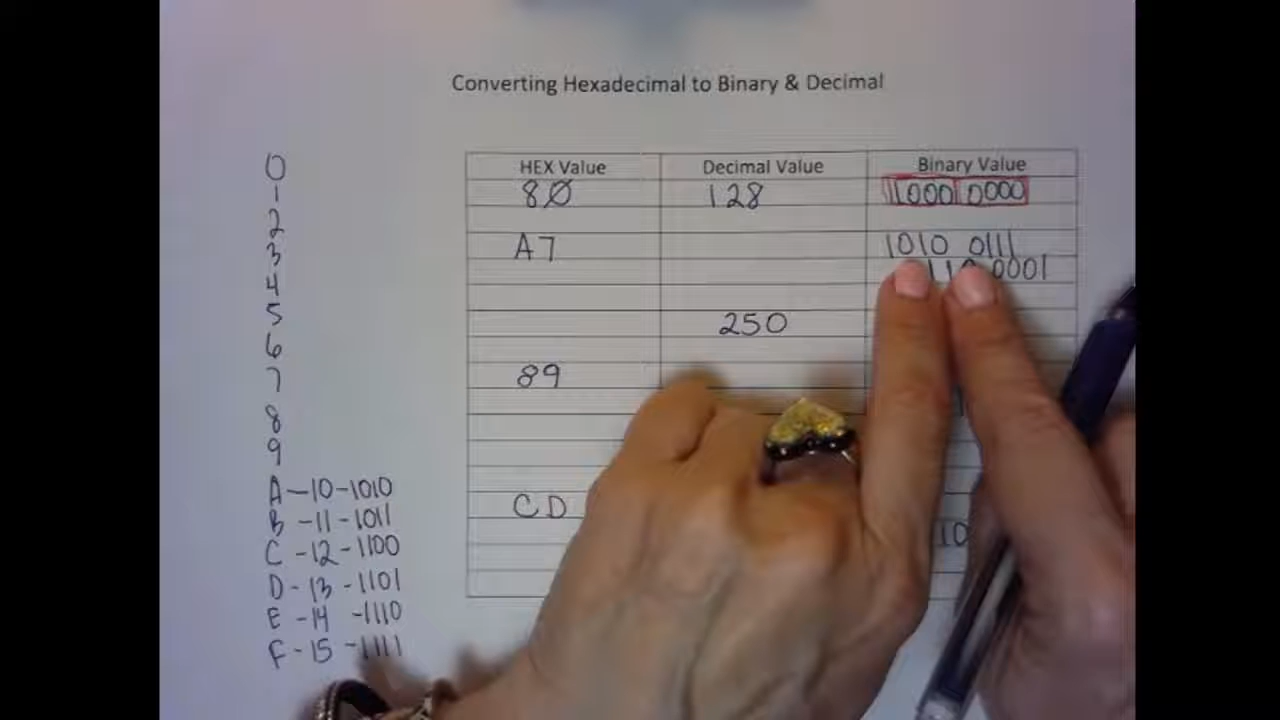 Converting Hexadecimal to Binary & Decimal
HEX Value Decimal Value Binary Value
80 128 1000 0000
A7 1010 0111
0001
250
89
CD
10
0
1
2
3
4
5
6
7
8
9
A-10-1010
B-11-1011
C-12-1100
D-13-1101
E-14 -1110
F-15-1111